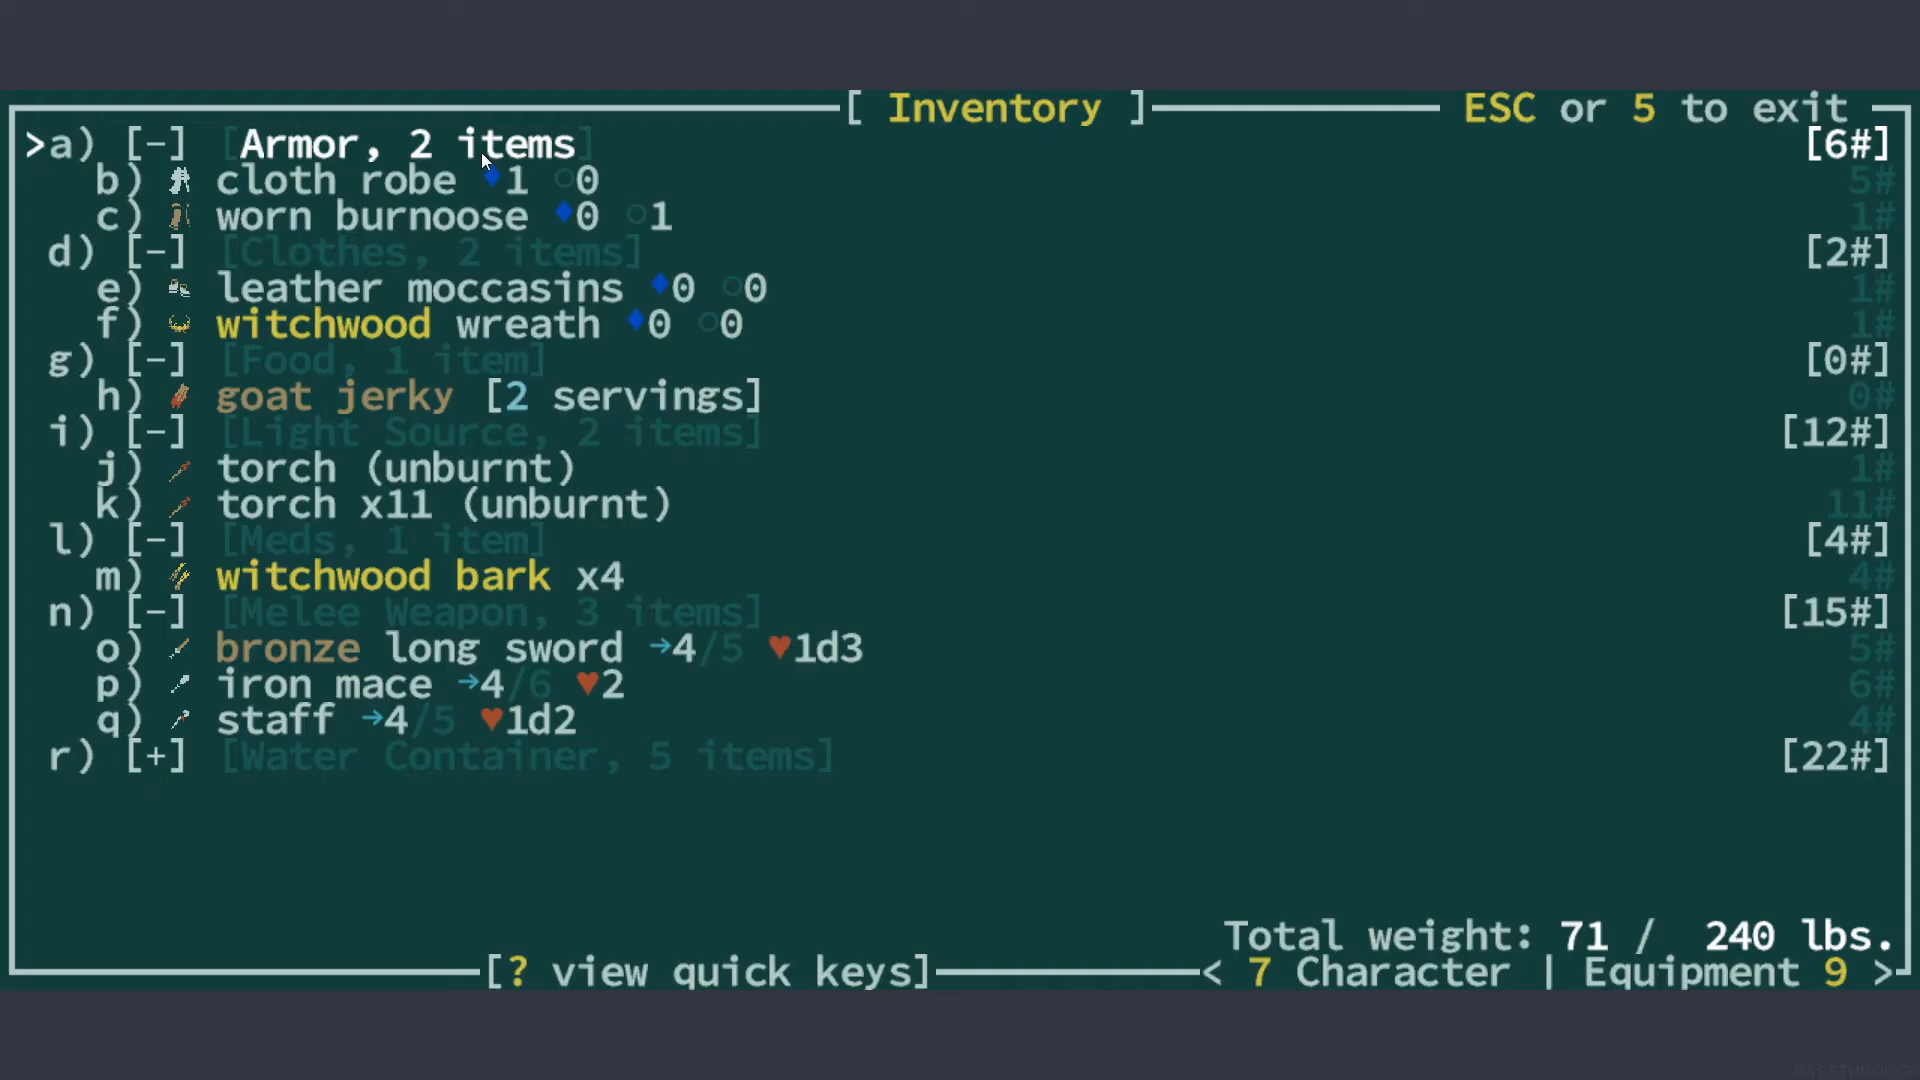 [ Inventory ] ESC or 5 to exit
>a) [-] [Armor, 2 items] [6#]
b) cloth robe ♦1 ○0 5#
c) worn burnoose ♦0 ○1 1#
d) [-] [Clothes, 2 items] [2#]
e) leather moccasins ♦0 ○0 1#
f) witchwood wreath ♦0 ○0 1#
g) [-] [Food, 1 item] [0#]
h) goat jerky [2 servings] 0#
i) [-] [Light Source, 2 items] [12#]
j) torch (unburnt) 1#
k) torch x11 (unburnt) 11#
l) [-] [Meds, 1 item] [4#]
m) witchwood bark x4 4#
n) [-] [Melee Weapon, 3 items] [15#]
o) bronze long sword →4/5 ♥1d3 5#
p) iron mace →4/6 ♥2 6#
q) staff →4/5 ♥1d2 4#
r) [+] [Water Container, 5 items] [22#]
Total weight: 71 / 240 lbs.
[? view quick keys] < 7 Character | Equipment 9 >